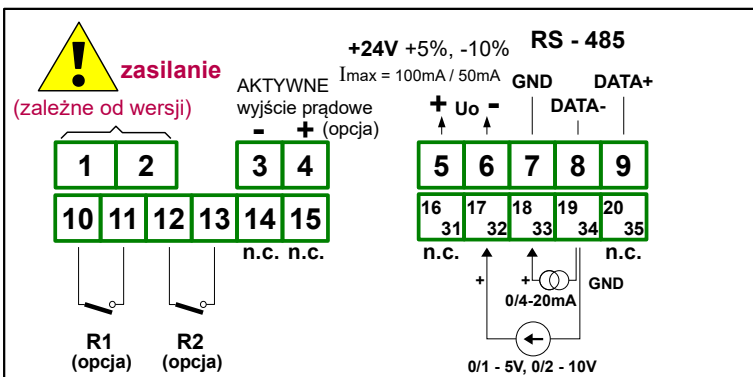 ! zasilanie
(zależne od wersji)
AKTYWNE
wyjście prądowe
- + (opcja)
+24V +5%, -10%
Imax = 100mA / 50mA
+ Uo -
RS - 485
GND DATA+
DATA-
1 2 3 4
10 11 12 13 14 15
n.c. n.c.
R1
(opcja)
R2
(opcja)
5 6 7 8 9
16 17 18 19 20
31 32 33 34 35
n.c. n.c.
+ + GND
0/4-20mA
0/1 - 5V, 0/2 - 10V